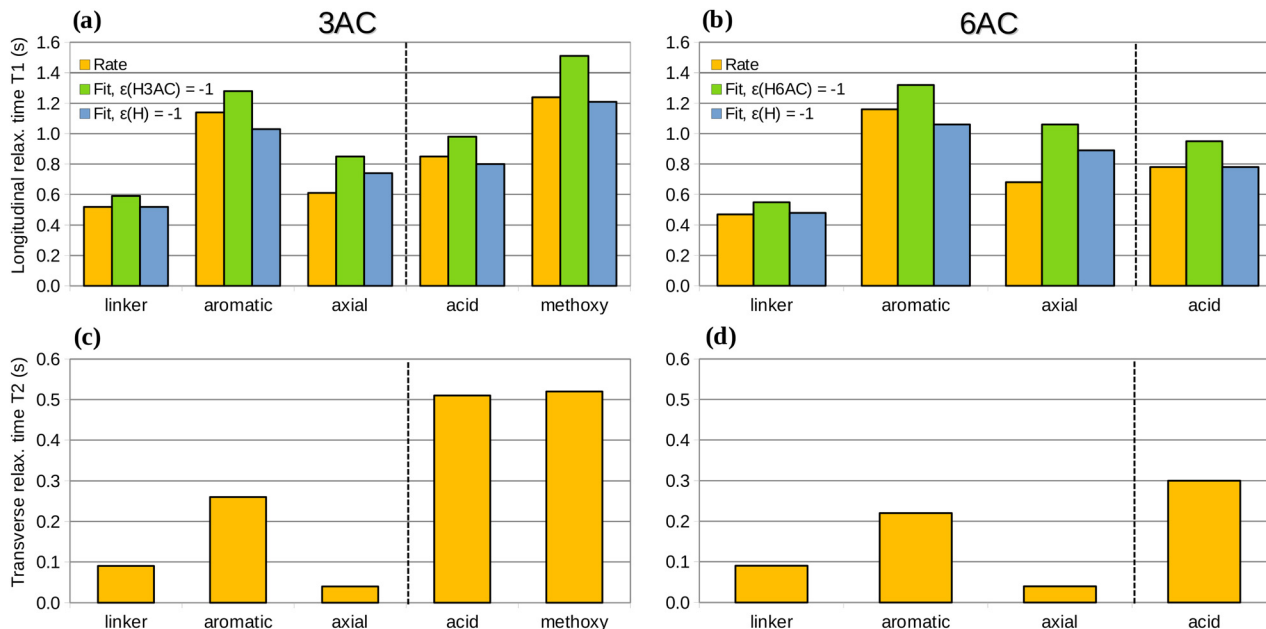 (a) 3AC
Longitudinal relax. time T1 (s)
1.6
1.4
1.2
1.0
0.8
0.6
0.4
0.2
0.0
Rate
Fit, ε(H3AC) = -1
Fit, ε(H) = -1
linker aromatic axial acid methoxy
(b) 6AC
1.6
1.4
1.2
1.0
0.8
0.6
0.4
0.2
0.0
Rate
Fit, ε(H6AC) = -1
Fit, ε(H) = -1
linker aromatic axial acid
(c)
Transverse relax. time T2 (s)
0.6
0.5
0.4
0.3
0.2
0.1
0.0
linker aromatic axial acid methoxy
(d)
0.6
0.5
0.4
0.3
0.2
0.1
0.0
linker aromatic axial acid